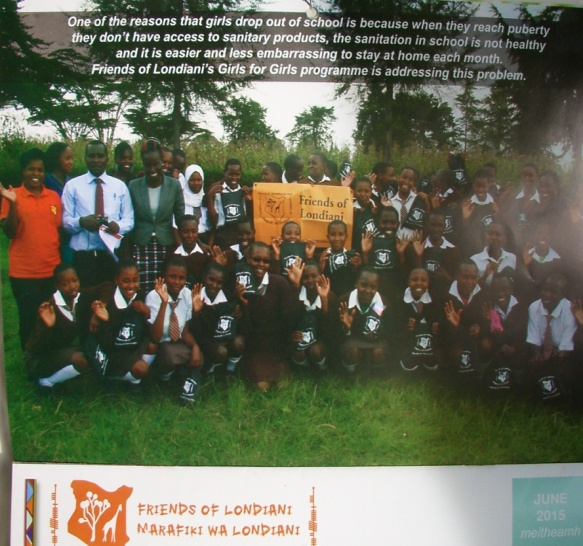 One of the reasons that girls drop out of school is because when they reach puberty
they don't have access to sanitary products, the sanitation in school is not healthy
and it is easier and less embarrassing to stay at home each month.
Friends of Londiani's Girls for Girls programme is addressing this problem.
Friends of
Londiani
FRIENDS OF LONDIANI
MARAFIKI WA LONDIANI
JUNE
2015
meitheamh